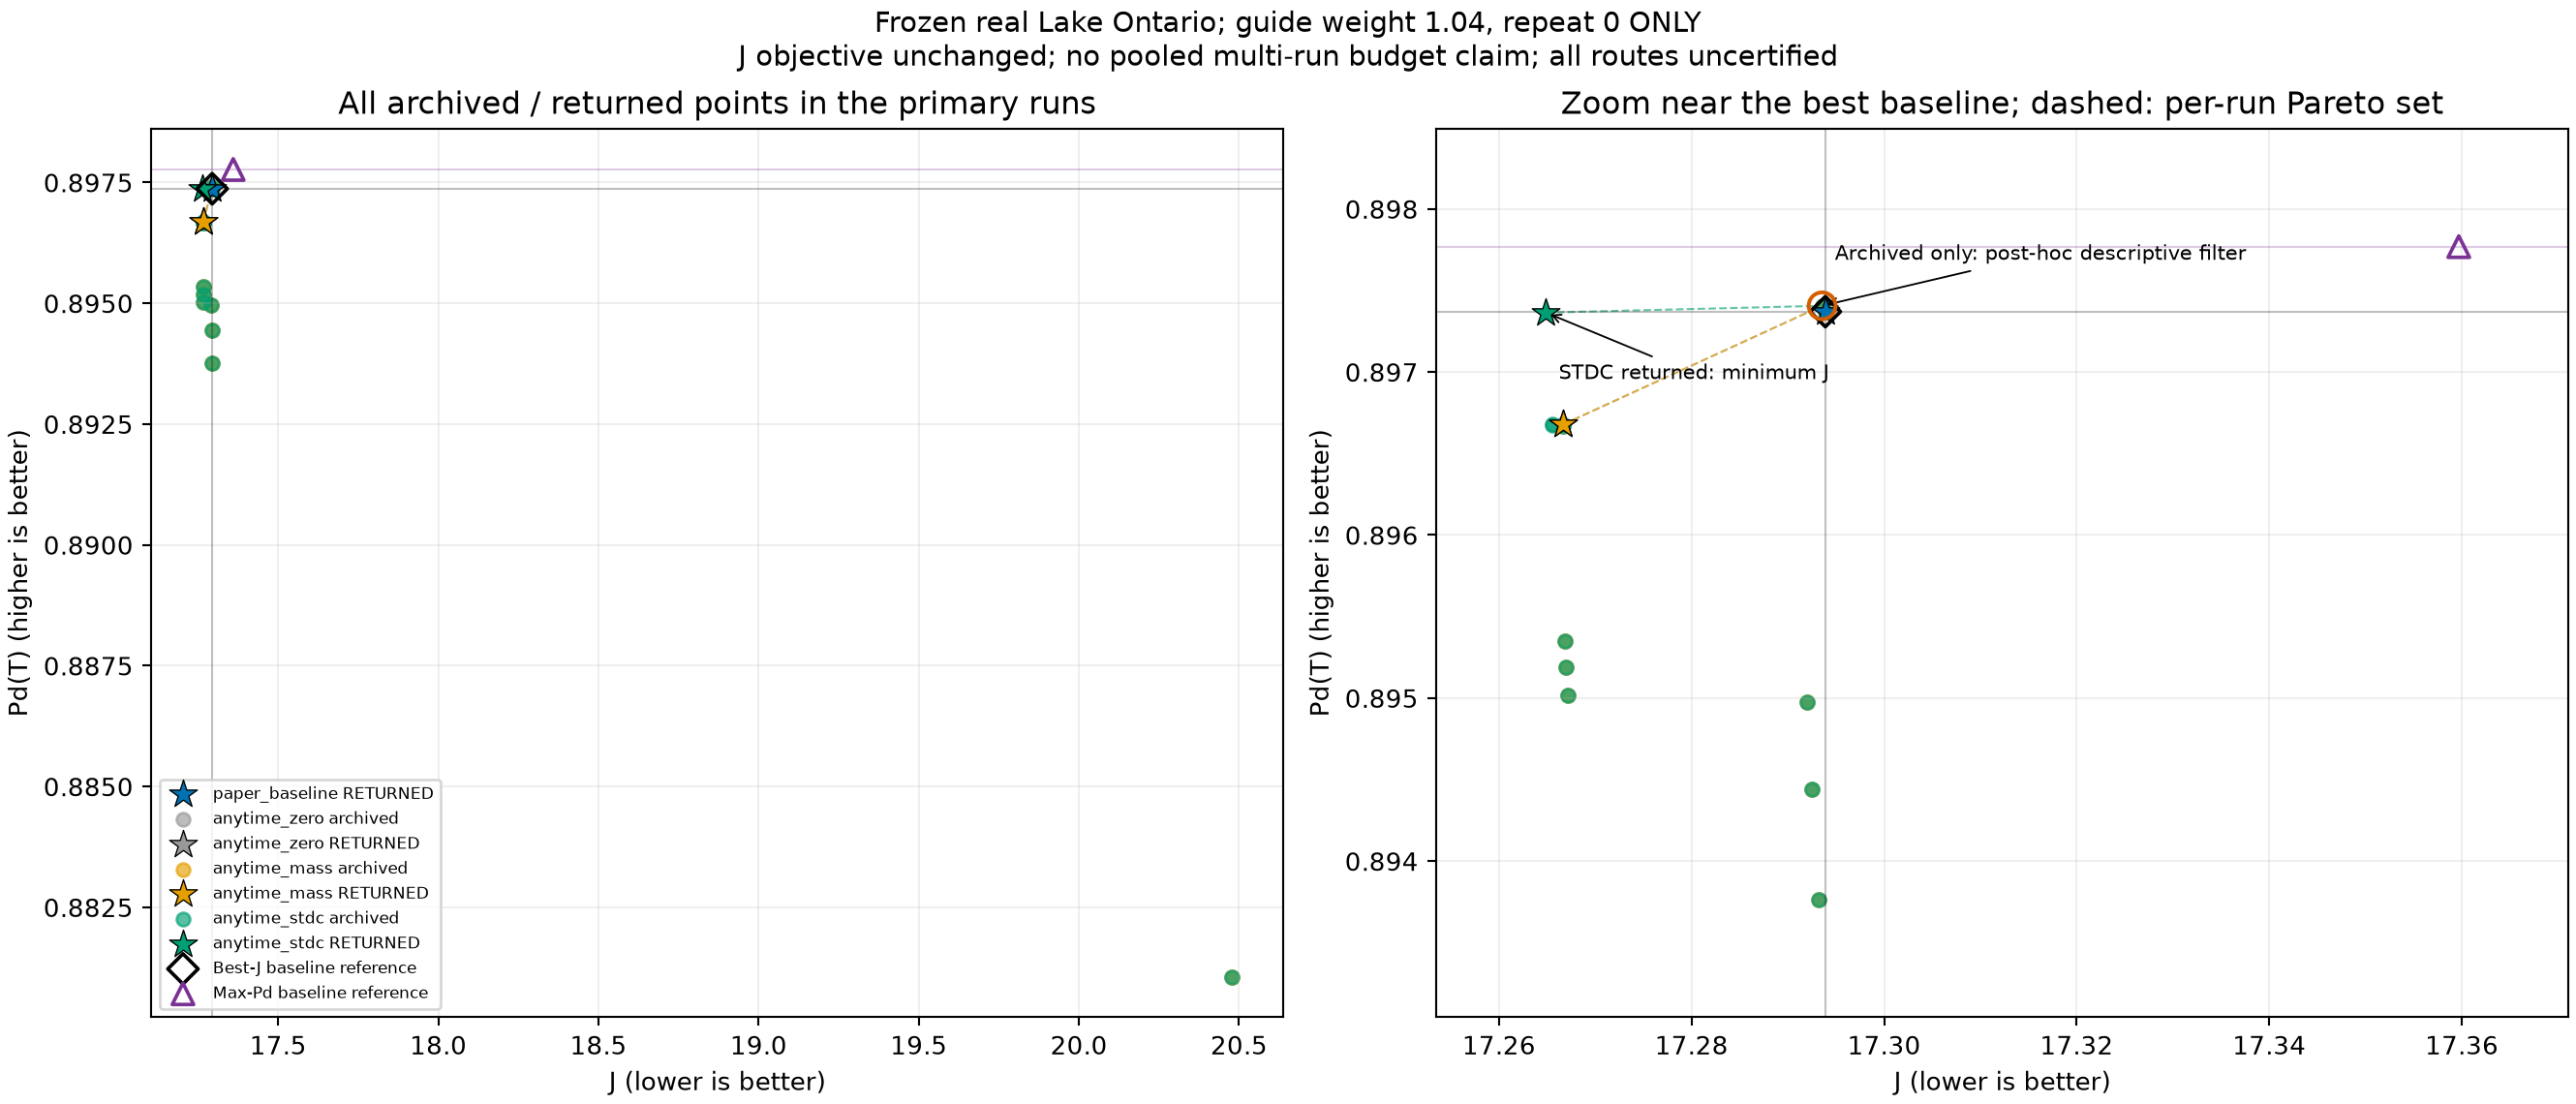 Frozen real Lake Ontario; guide weight 1.04, repeat 0 ONLY
J objective unchanged; no pooled multi-run budget claim; all routes uncertified
All archived / returned points in the primary runs
Pd(T) (higher is better)
0.8975
0.8950
0.8925
0.8900
0.8875
0.8850
0.8825
paper_baseline RETURNED
anytime_zero archived
anytime_zero RETURNED
anytime_mass archived
anytime_mass RETURNED
anytime_stdc archived
anytime_stdc RETURNED
Best-J baseline reference
Max-Pd baseline reference
17.5 18.0 18.5 19.0 19.5 20.0 20.5
J (lower is better)
Zoom near the best baseline; dashed: per-run Pareto set
Pd(T) (higher is better)
0.898
0.897
0.896
0.895
0.894
Archived only: post-hoc descriptive filter
STDC returned: minimum J
17.26 17.28 17.30 17.32 17.34 17.36
J (lower is better)